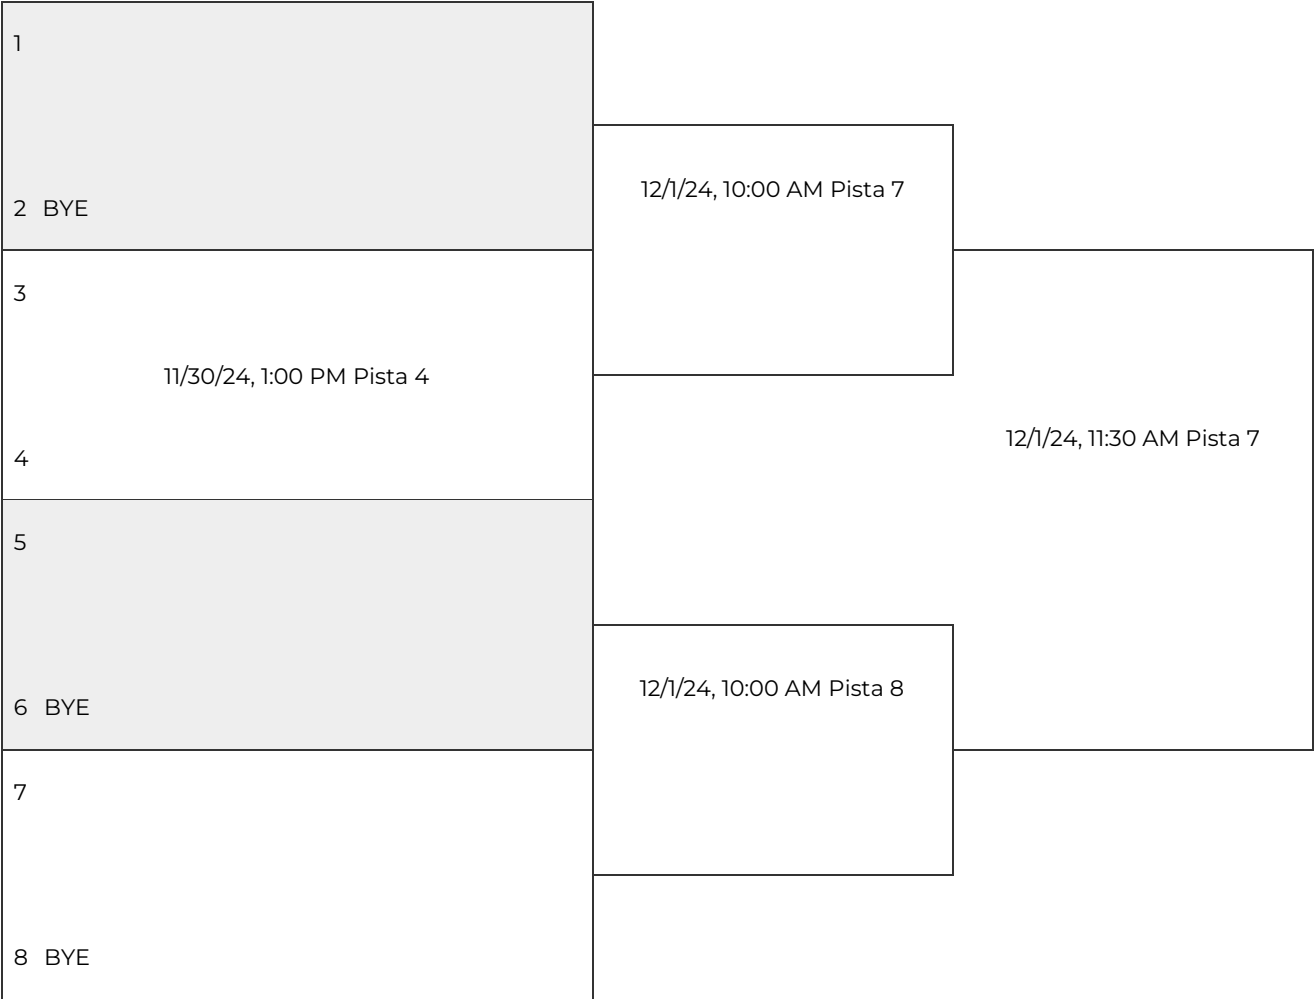 1
2 BYE
3
11/30/24, 1:00 PM Pista 4
4
5
6 BYE
7
8 BYE
12/1/24, 10:00 AM Pista 7
12/1/24, 10:00 AM Pista 8
12/1/24, 11:30 AM Pista 7